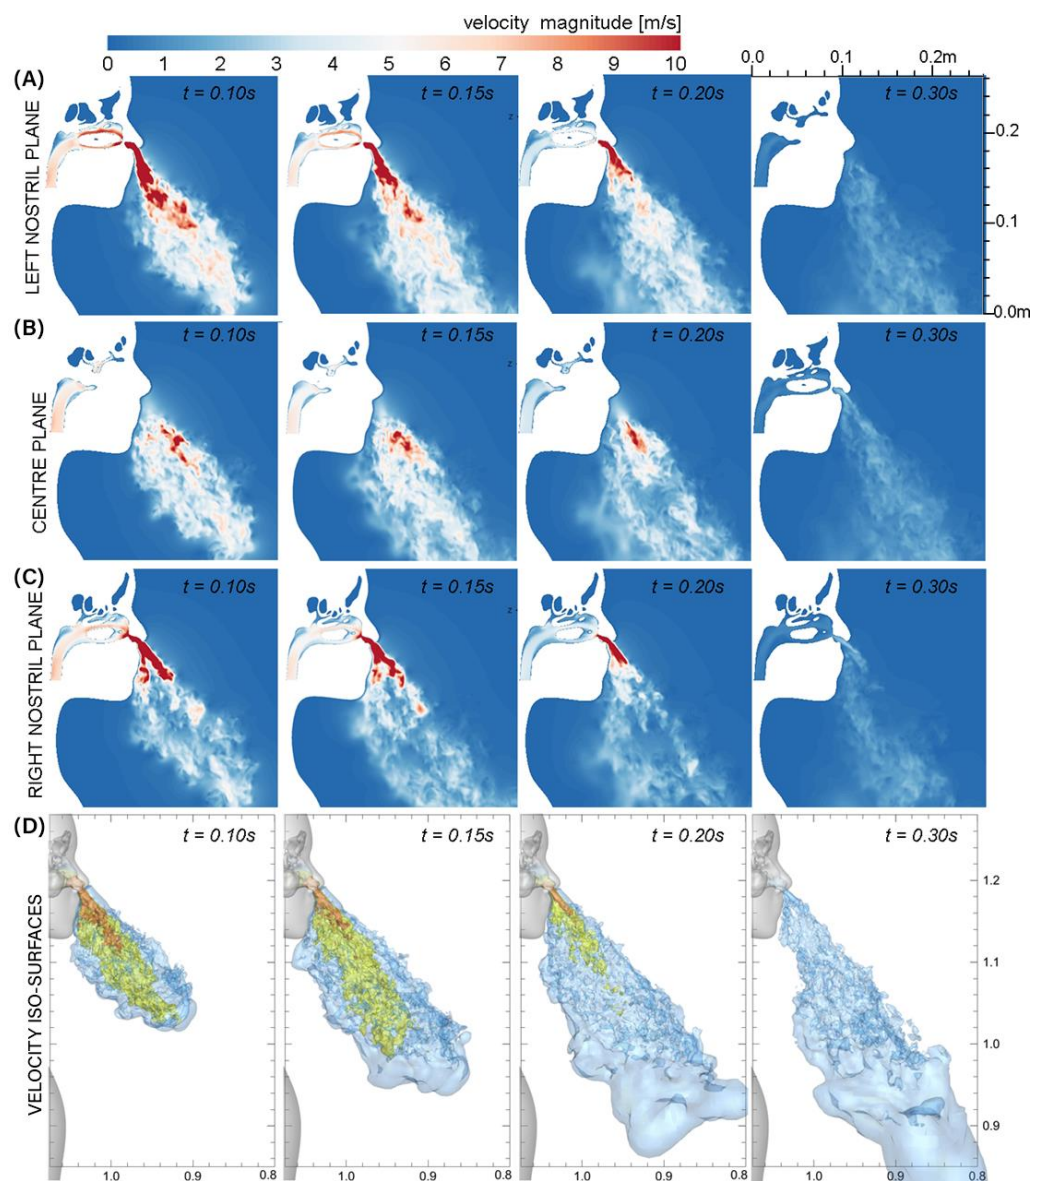 velocity magnitude [m/s]
0 1 2 3 4 5 6 7 8 9 10
0.0 0.1 0.2m
(A)
LEFT NOSTRIL PLANE
t = 0.10s
t = 0.15s
z
t = 0.20s
t = 0.30s
0.2
0.1
0.0m
(B)
CENTRE PLANE
t = 0.10s
t = 0.15s
z
t = 0.20s
t = 0.30s
(C)
RIGHT NOSTRIL PLANE
t = 0.10s
t = 0.15s
z
t = 0.20s
t = 0.30s
(D)
VELOCITY ISO-SURFACES
t = 0.10s
t = 0.15s
t = 0.20s
t = 0.30s
1.2
1.1
1.0
0.9
1.0 0.9 1.0 0.9 1.0 0.9 0.8 1.0 0.9 0.8